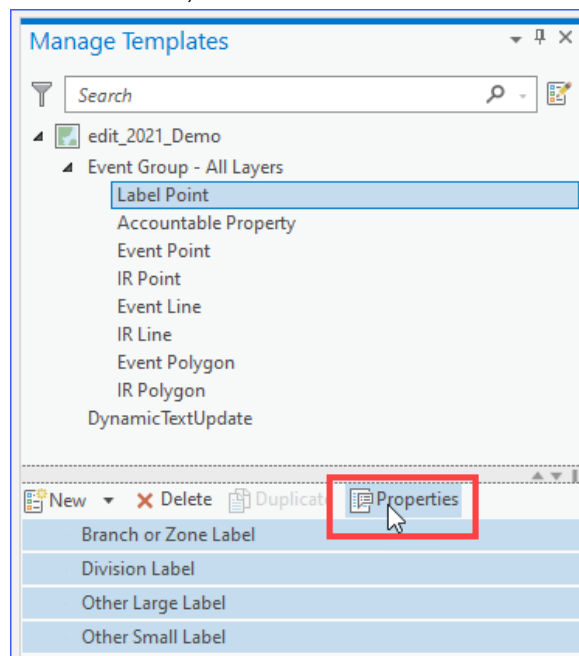 Manage Templates
Search
edit_2021_Demo
Event Group - All Layers
Label Point
Accountable Property
Event Point
IR Point
Event Line
IR Line
Event Polygon
IR Polygon
DynamicTextUpdate
New Delete Duplicat Properties
Branch or Zone Label
Division Label
Other Large Label
Other Small Label